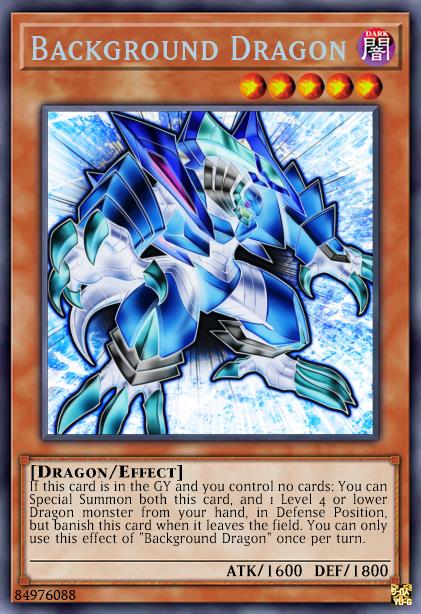 BACKGROUND DRAGON
DARK
闇
[DRAGON/EFFECT]
If this card is in the GY and you control no cards: You can
Special Summon both this card, and 1 Level 4 or lower
Dragon monster from your hand, in Defense Position,
but banish this card when it leaves the field. You can only
use this effect of "Background Dragon" once per turn.
ATK/1600 DEF/1800
84976088